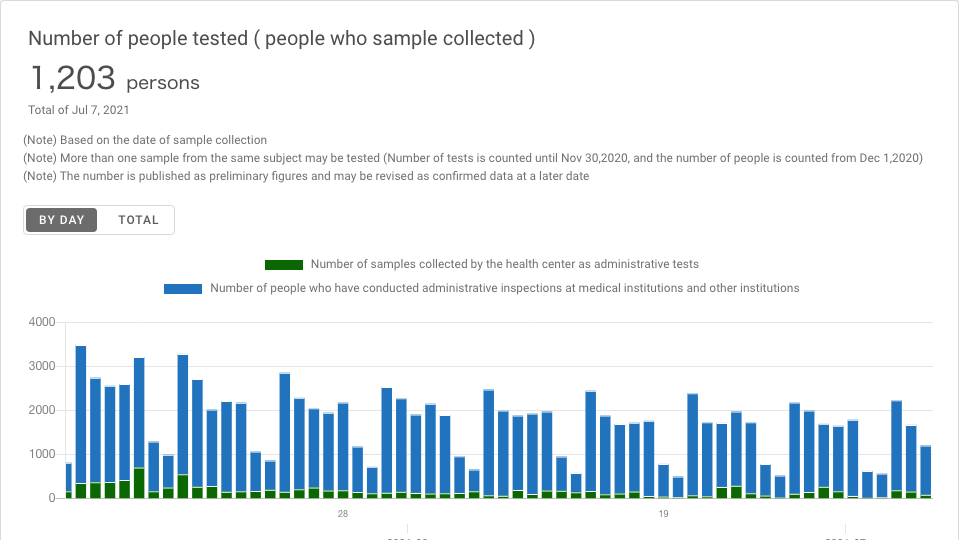 Number of people tested ( people who sample collected )
1,203 persons
Total of Jul 7, 2021
(Note) Based on the date of sample collection
(Note) More than one sample from the same subject may be tested (Number of tests is counted until Nov 30,2020, and the number of people is counted from Dec 1,2020)
(Note) The number is published as preliminary figures and may be revised as confirmed data at a later date
BY DAY TOTAL
Number of samples collected by the health center as administrative tests
Number of people who have conducted administrative inspections at medical institutions and other institutions
4000
3000
2000
1000
0
28 19